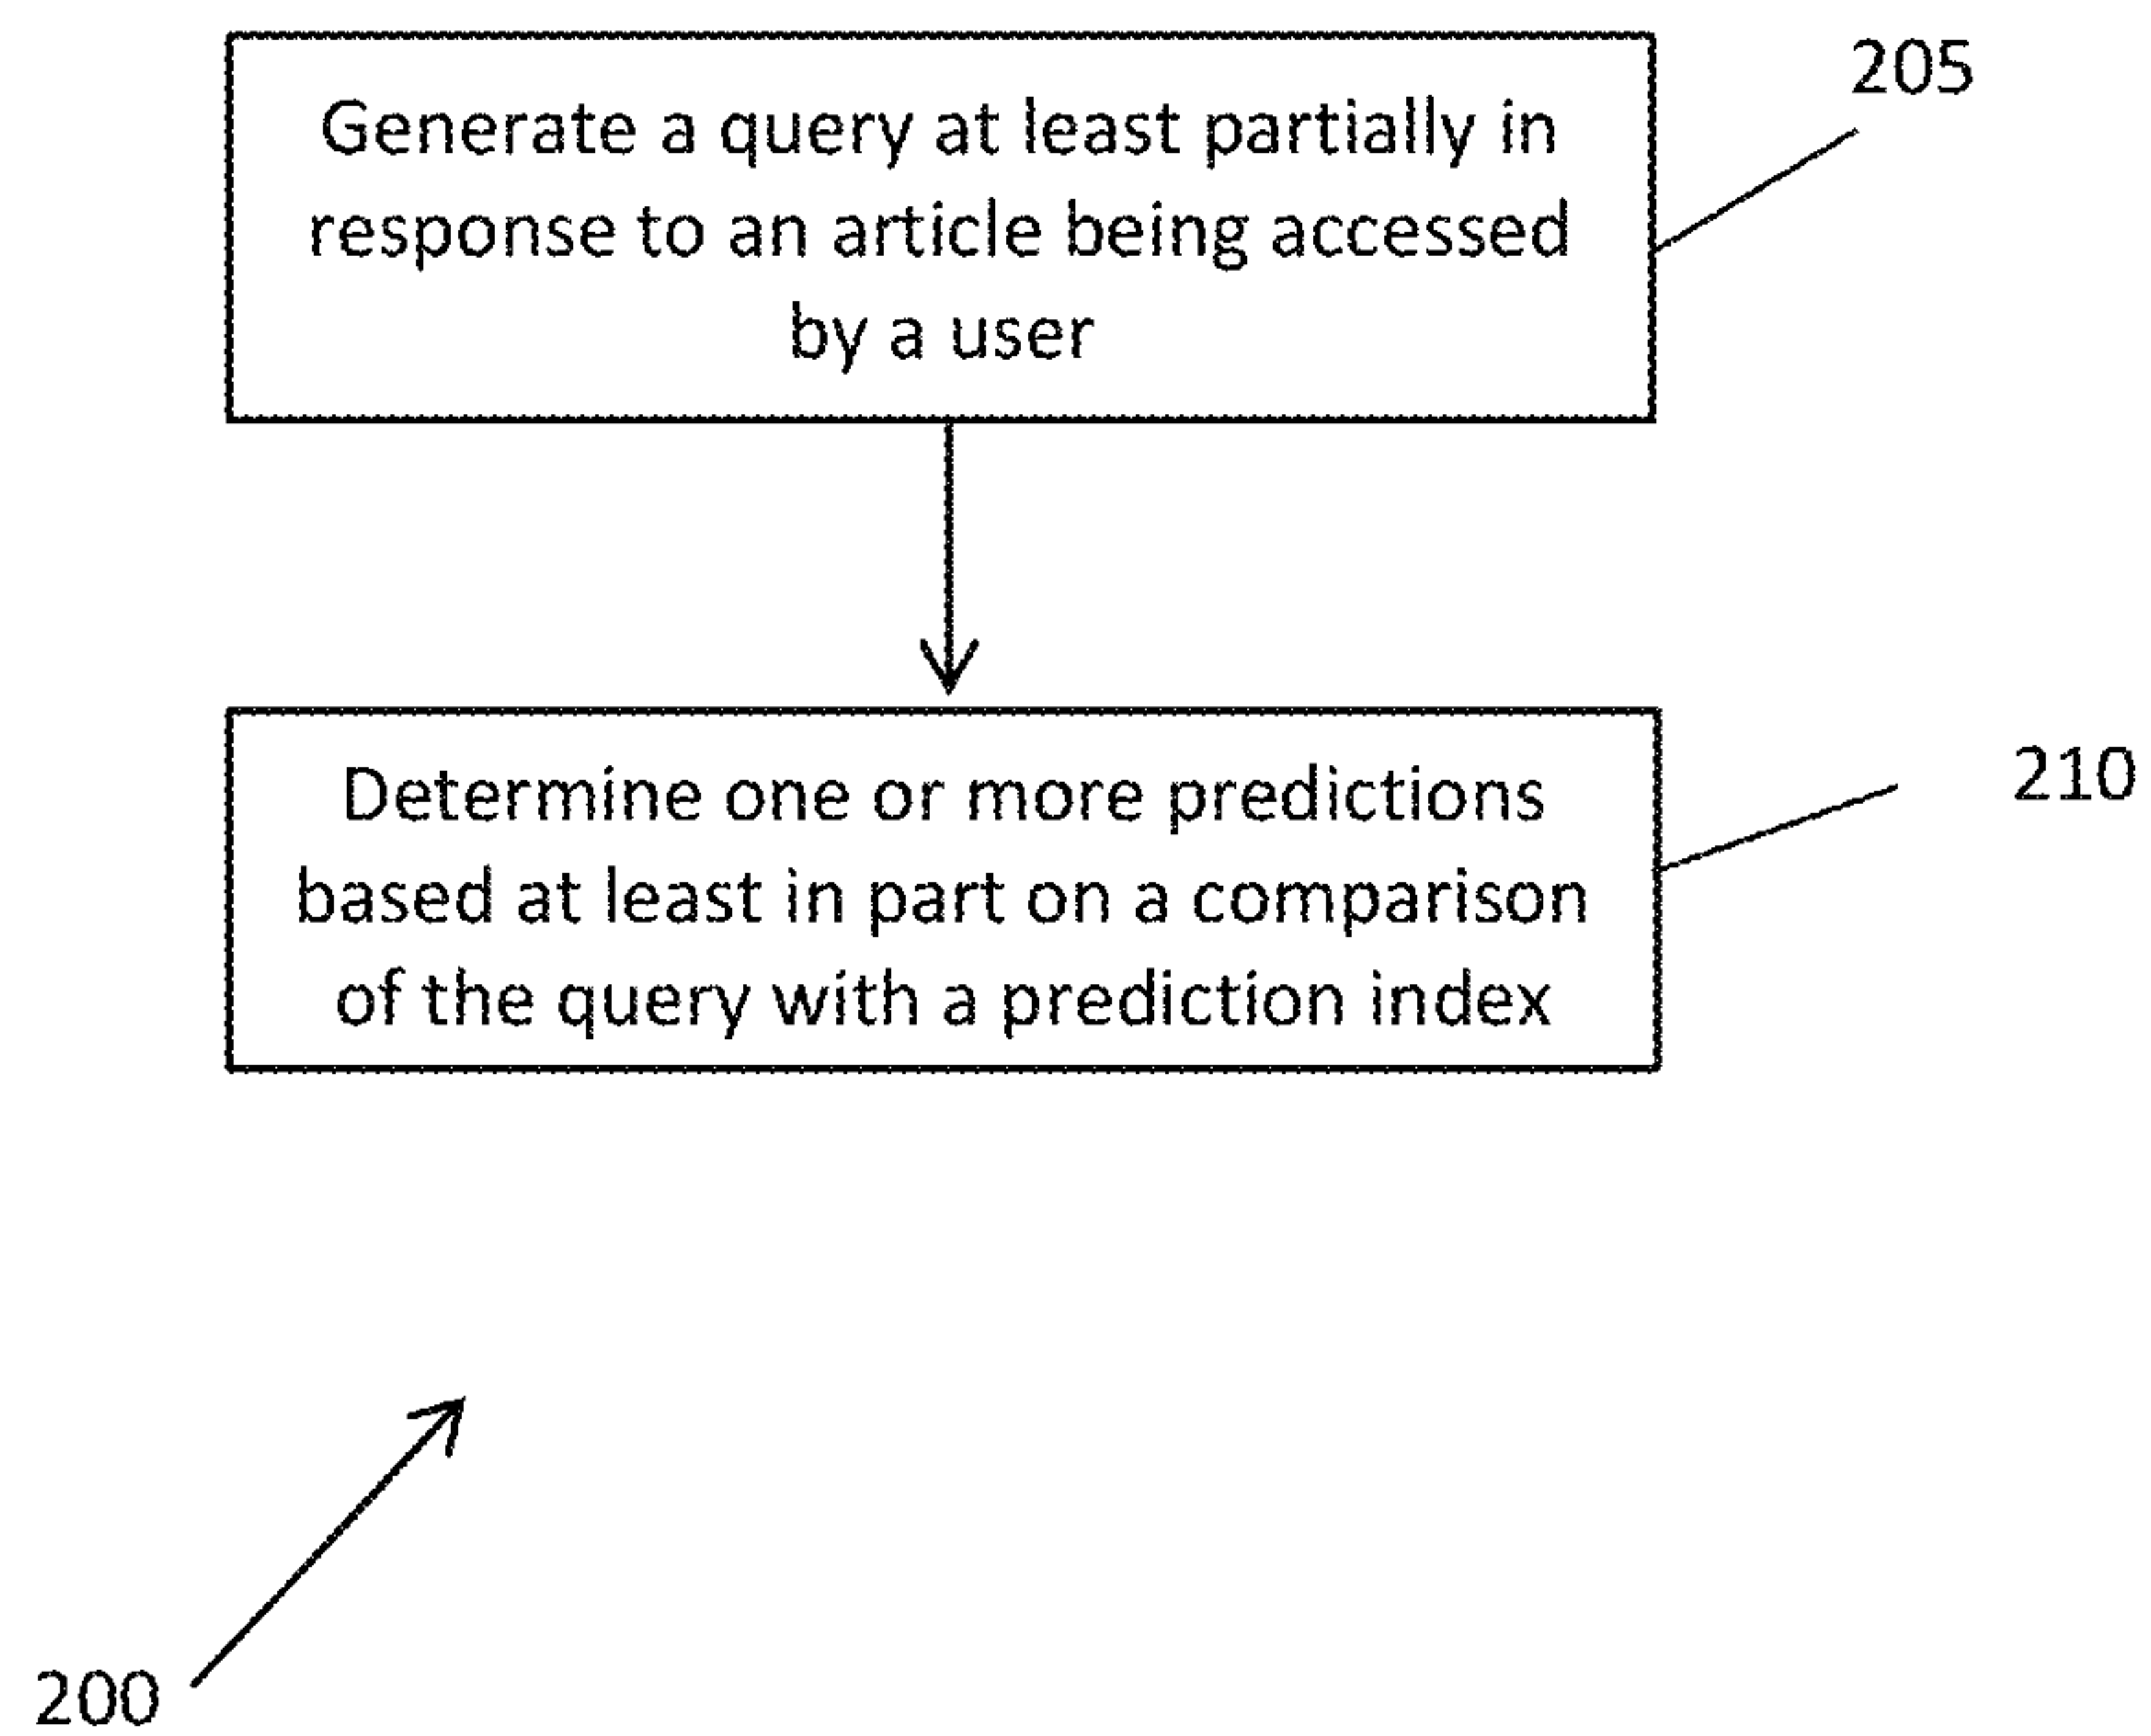 205
Generate a query at least partially in
response to an article being accessed
by a user
210
Determine one or more predictions
based at least in part on a comparison
of the query with a prediction index
200